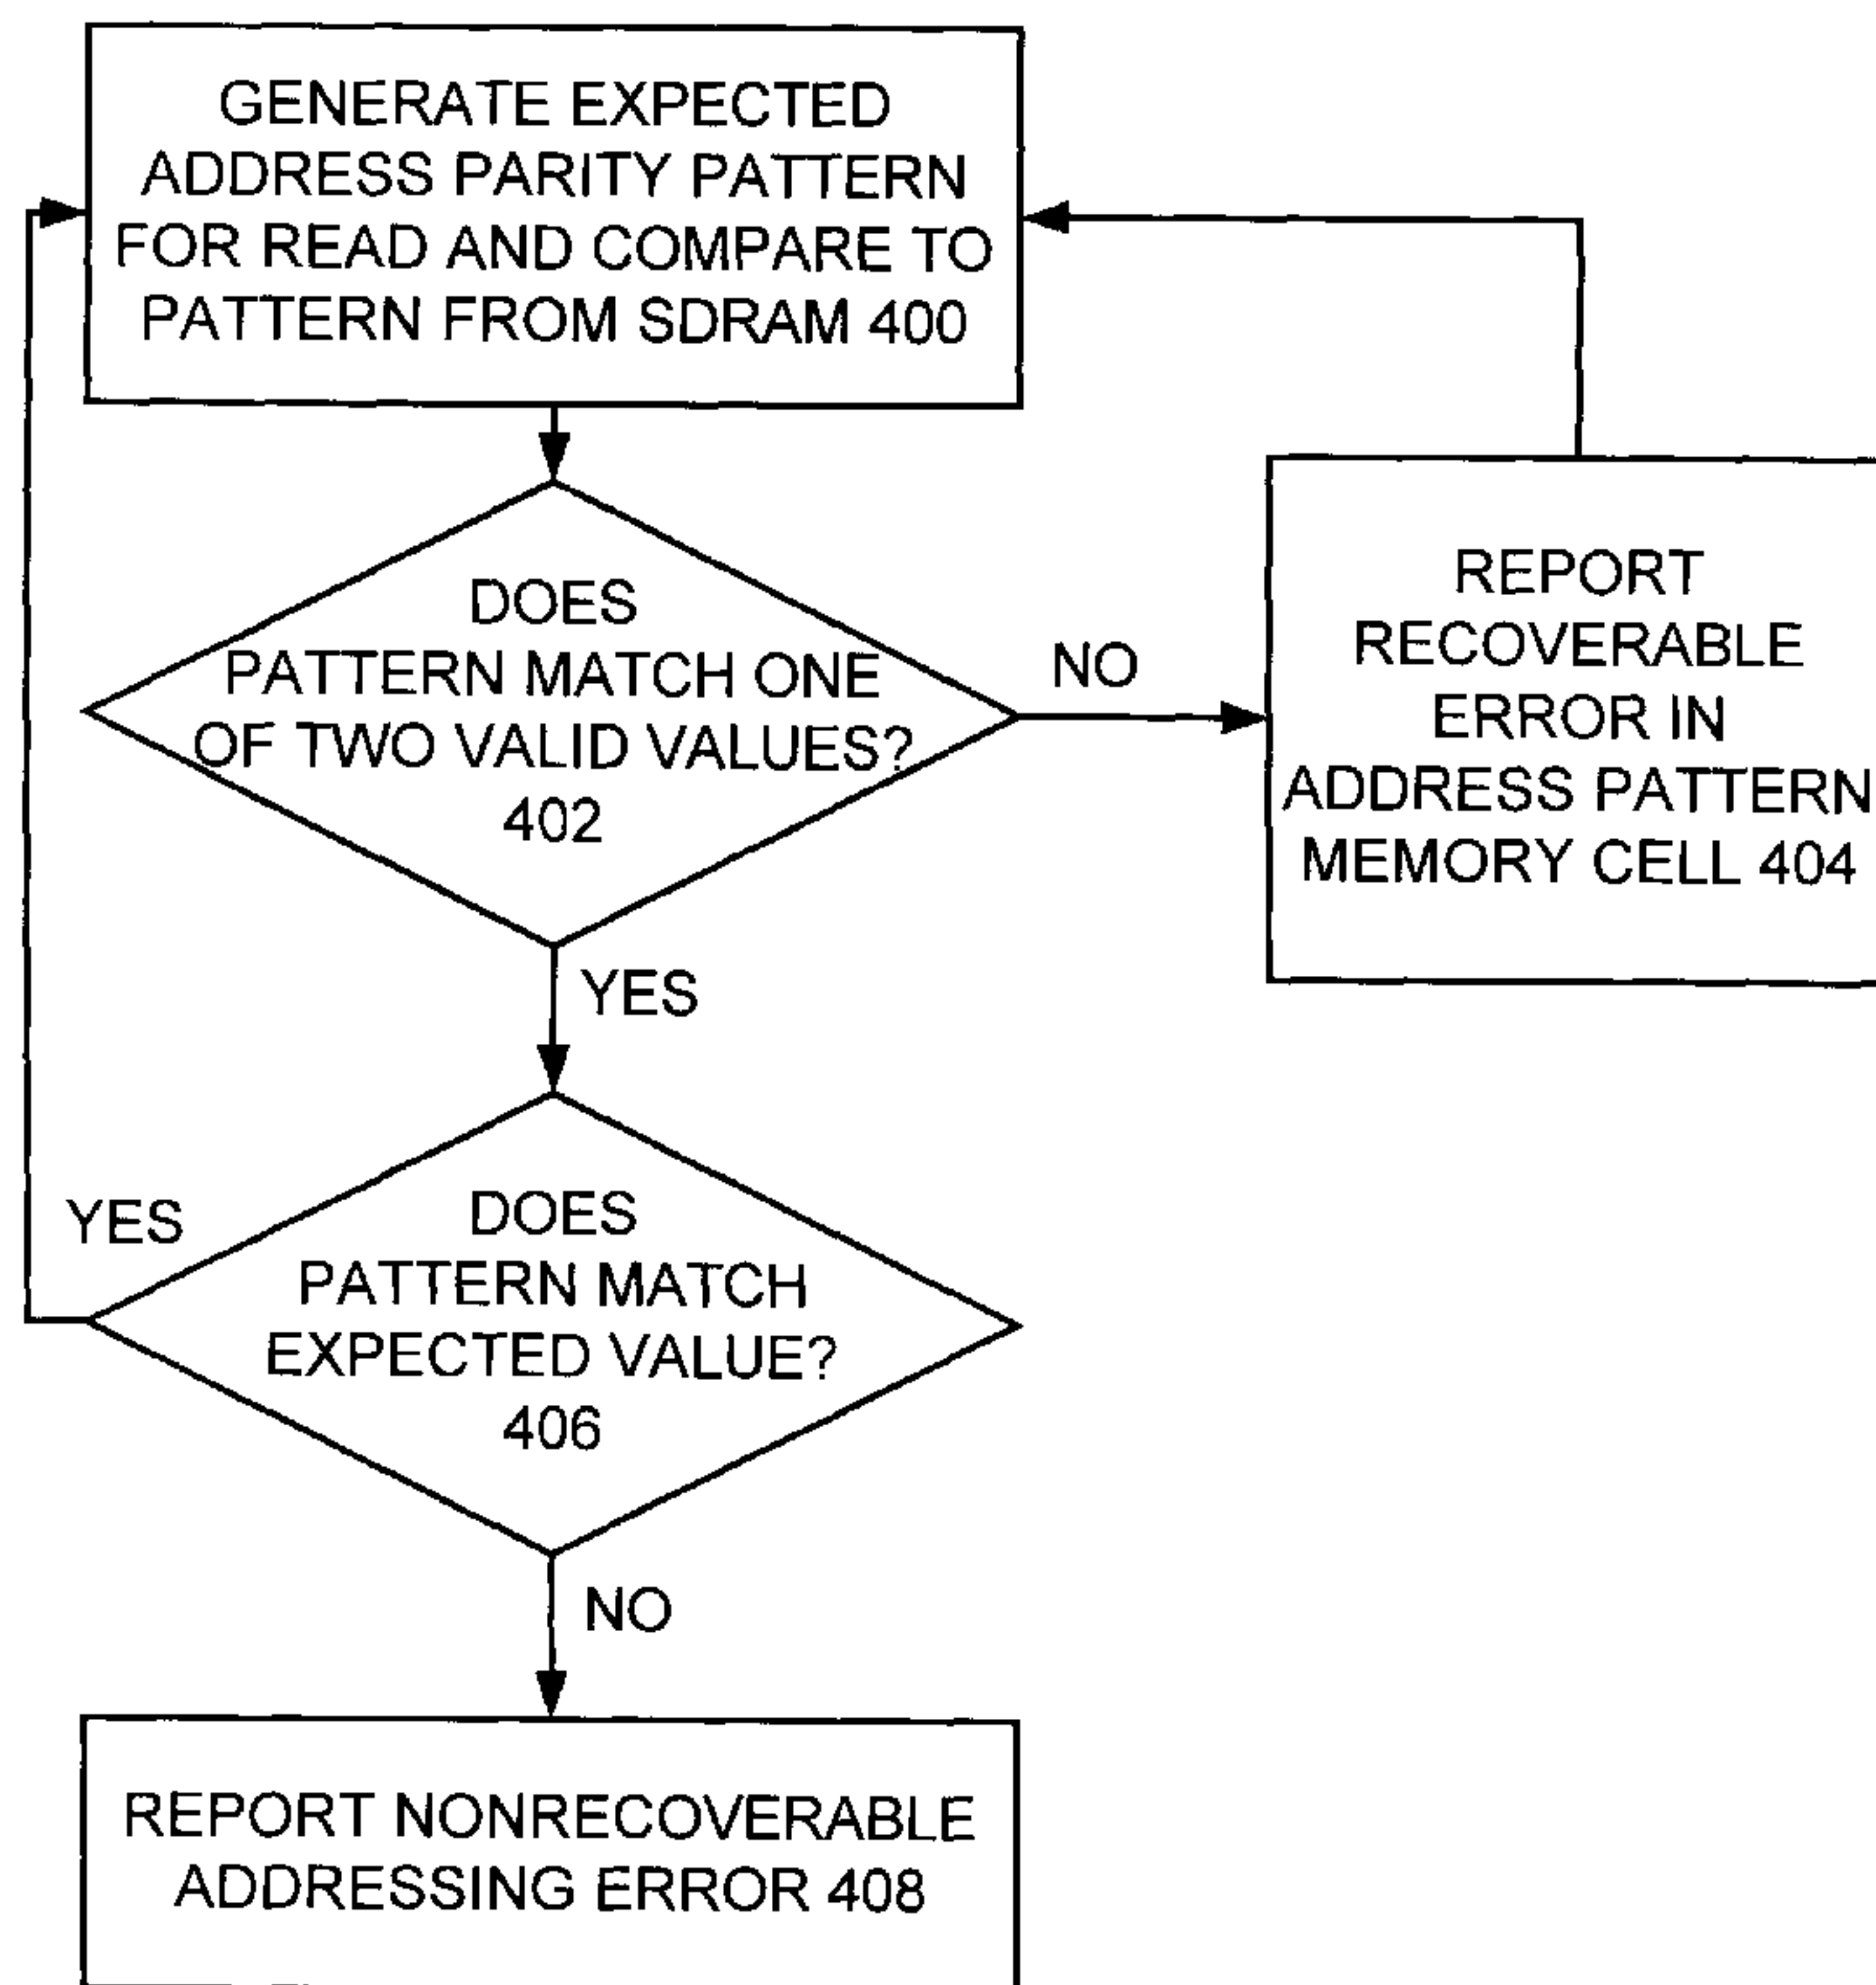 GENERATE EXPECTED
ADDRESS PARITY PATTERN
FOR READ AND COMPARE TO
PATTERN FROM SDRAM 400
DOES
PATTERN MATCH ONE
OF TWO VALID VALUES?
402
NO
REPORT
RECOVERABLE
ERROR IN
ADDRESS PATTERN
MEMORY CELL 404
YES
YES
DOES
PATTERN MATCH
EXPECTED VALUE?
406
NO
REPORT NONRECOVERABLE
ADDRESSING ERROR 408